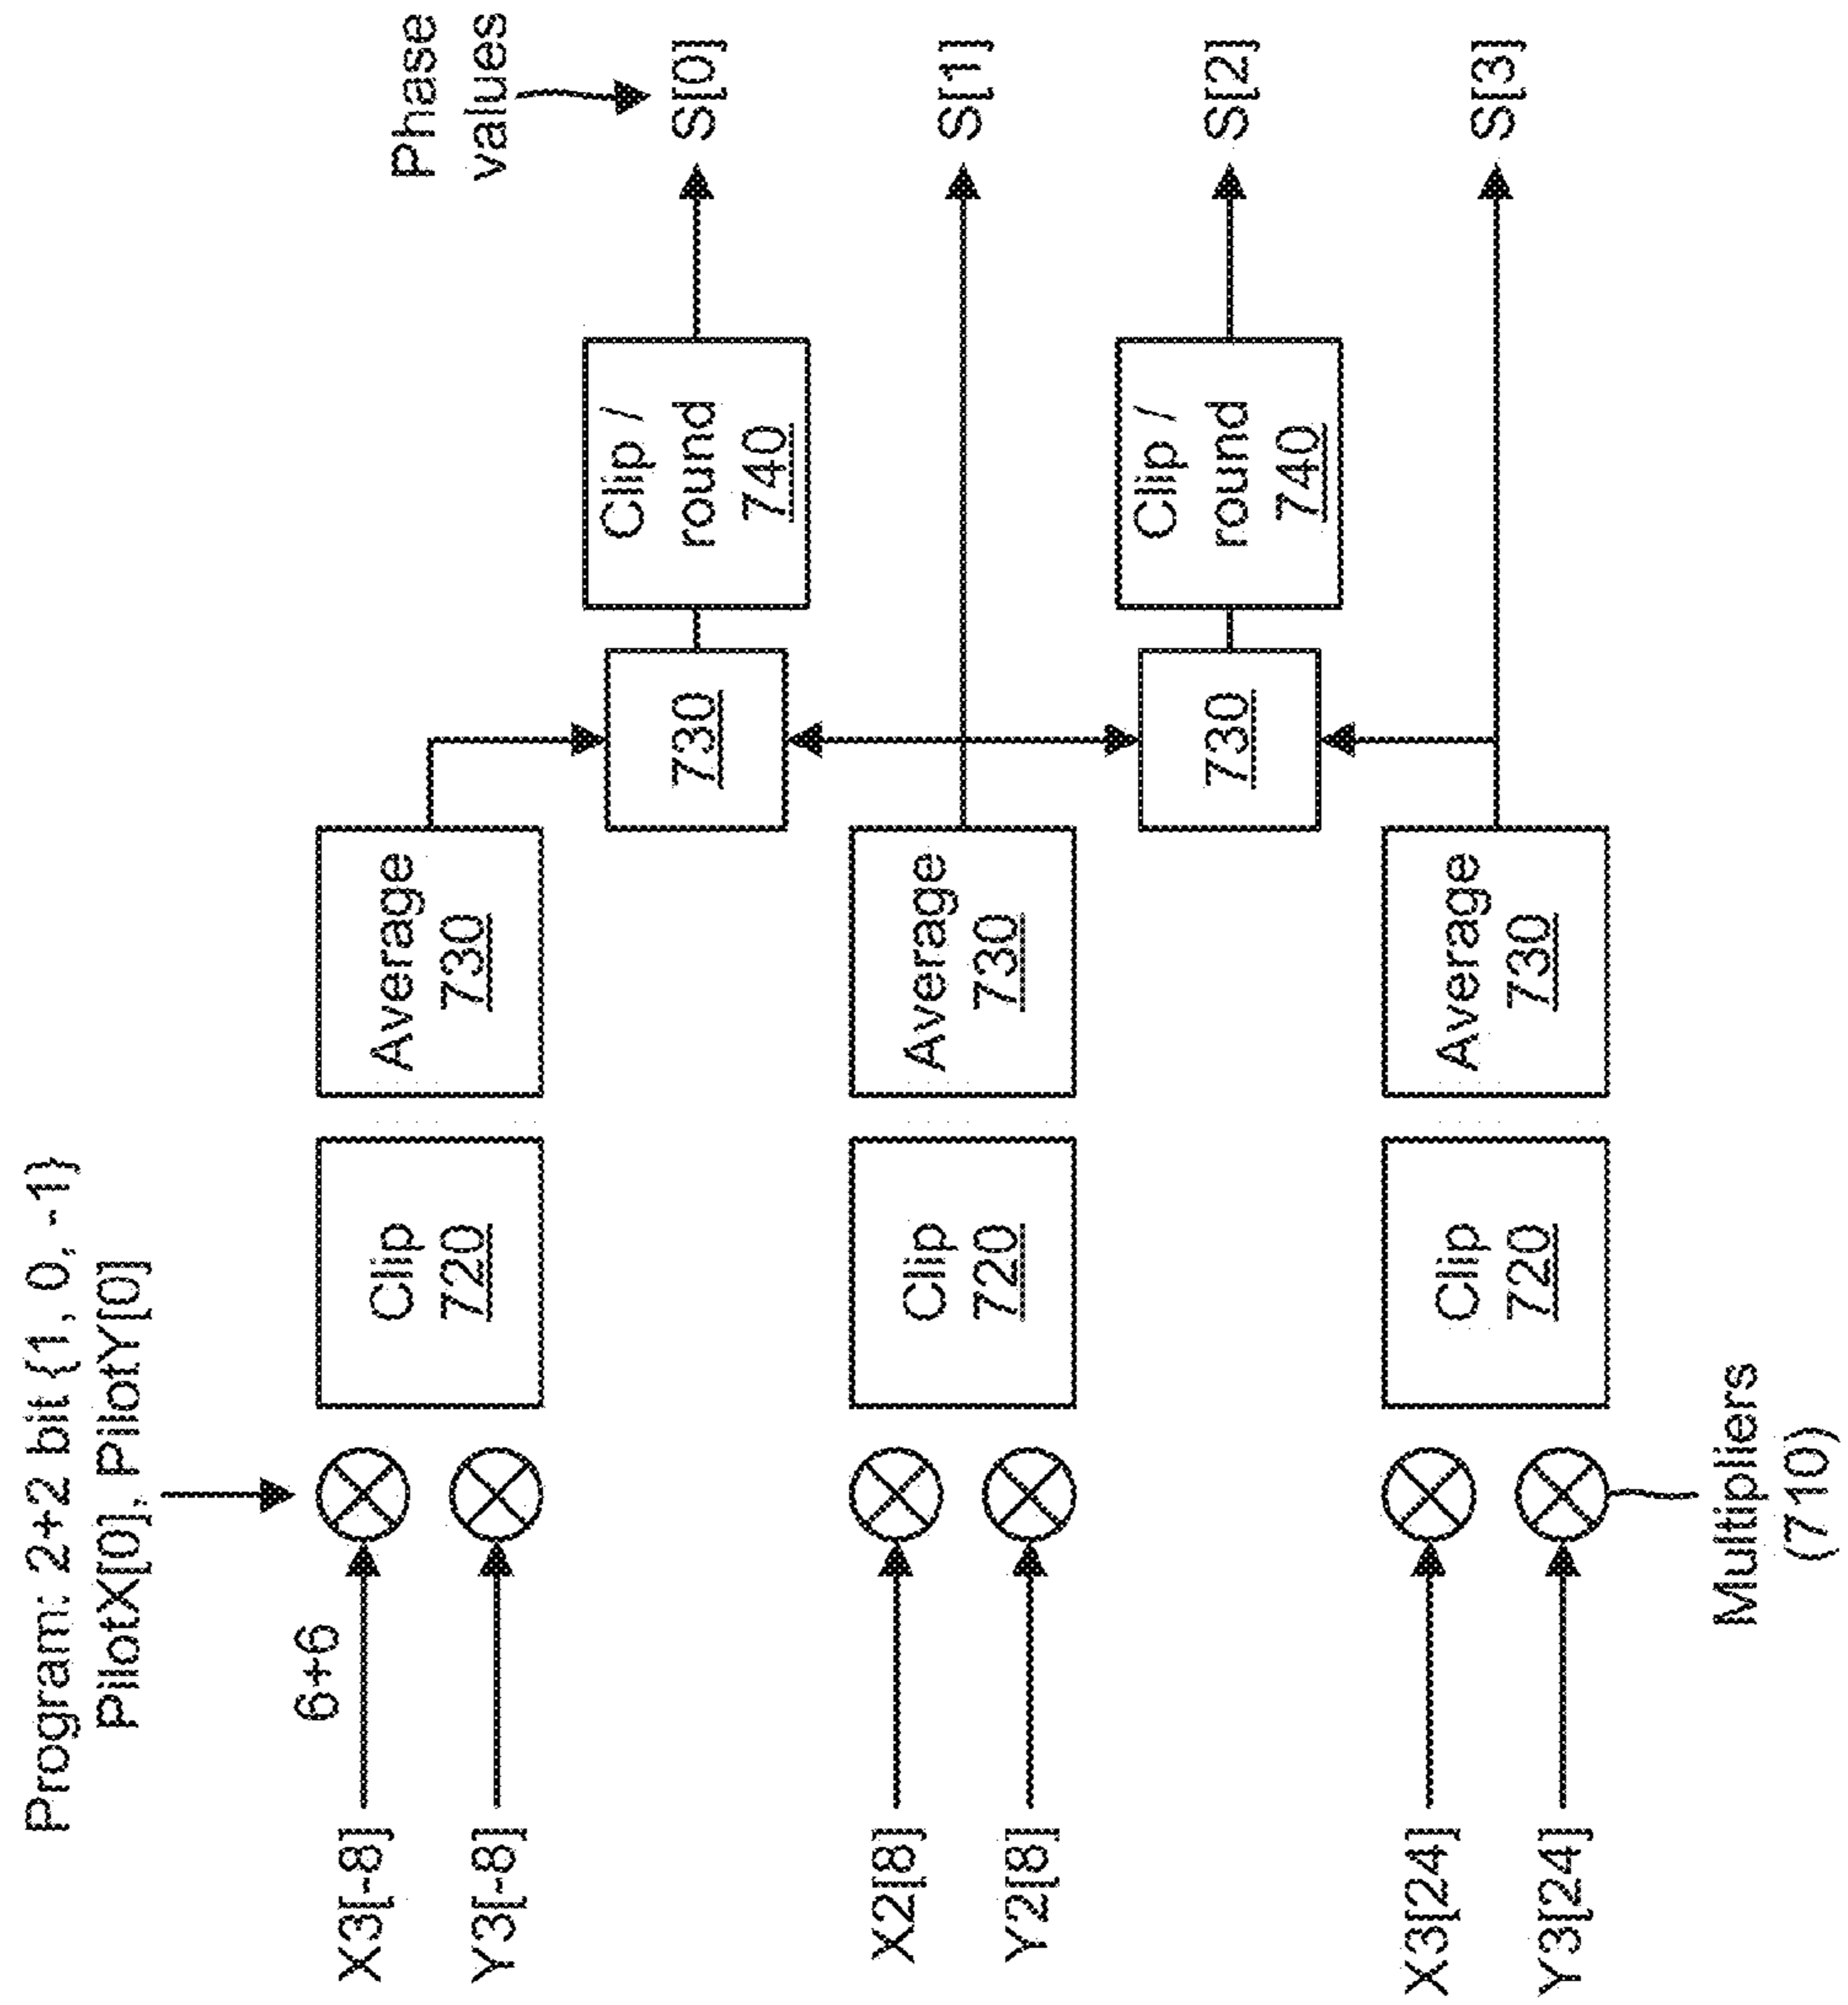 Program: 2+2 bit {1, 0, -1}
PilotX[0], PilotY[0]
6+6
X3[-8]
Y3[-8]
X2[8]
Y2[8]
X3[24]
Y3[24]
Multipliers
(710)
Clip
720
Clip
720
Clip
720
Average
730
Average
730
Average
730
730
730
Clip /
round
740
Clip /
round
740
Phase
values
S[0]
S[1]
S[2]
S[3]